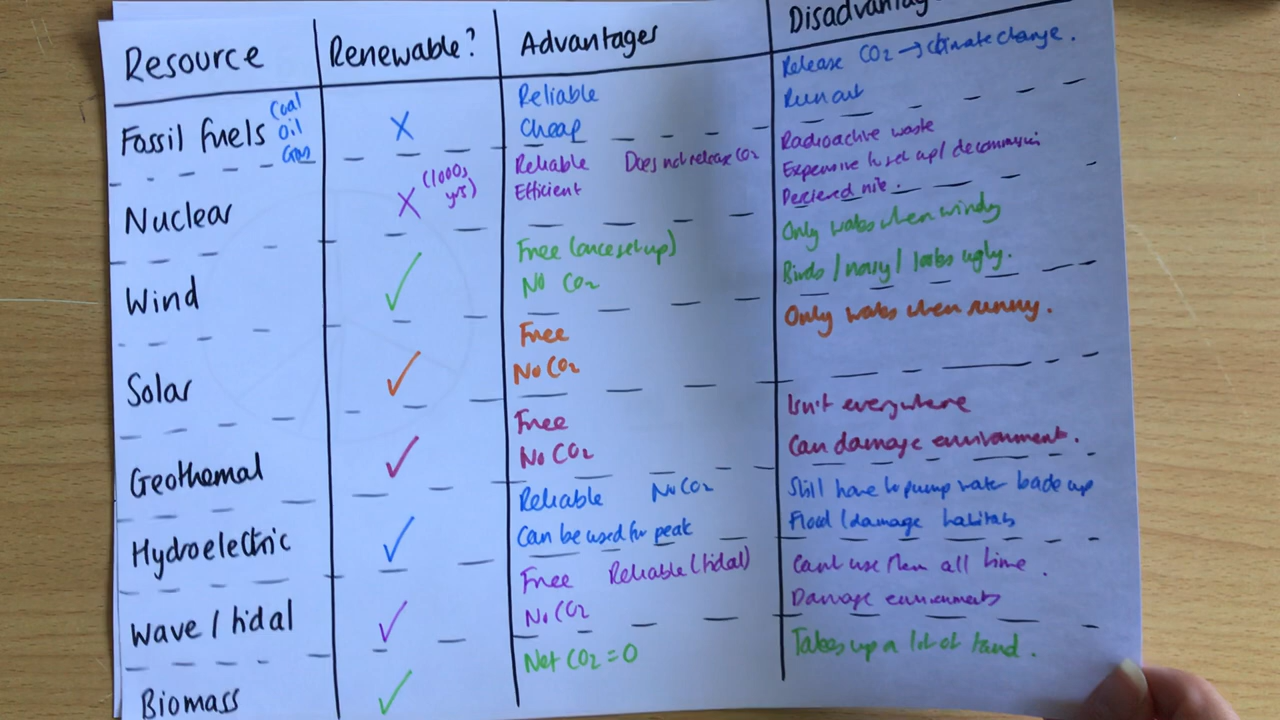 Resource Renewable? Advantages Disadvantag
Fossil fuels Coal Oil Gas X Reliable Cheap Release CO2 → climate change. Run out
Nuclear X (1000s yrs) Reliable Does not release CO2 Efficient Radioactive waste Expensive to set up / decommission
Wind ✓ Free (once set up) No CO2 Only works when windy Birds / noisy / looks ugly.
Solar ✓ Free No CO2 Only works when sunny.
Geothemal ✓ Free No CO2 Isn't everywhere Can damage environment.
Hydroelectric ✓ Reliable No CO2 Can be used for peak Still have to pump water back up Flood / damage habitats
Wave / tidal ✓ Free Reliable (tidal) No CO2 Can't use them all time. Damage environments
Biomass ✓ Net CO2 = 0 Takes up a lot of land.